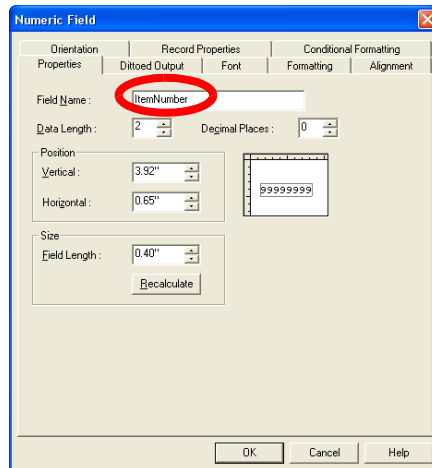 Numeric Field
Orientation Record Properties Conditional Formatting
Properties Dittoed Output Font Formatting Alignment
Field Name : ItemNumber
Data Length : 2 Decimal Places : 0
Position
Vertical : 3.92"
Horizontal : 0.65"
99999999
Size
Field Length : 0.40"
Recalculate
OK Cancel Help